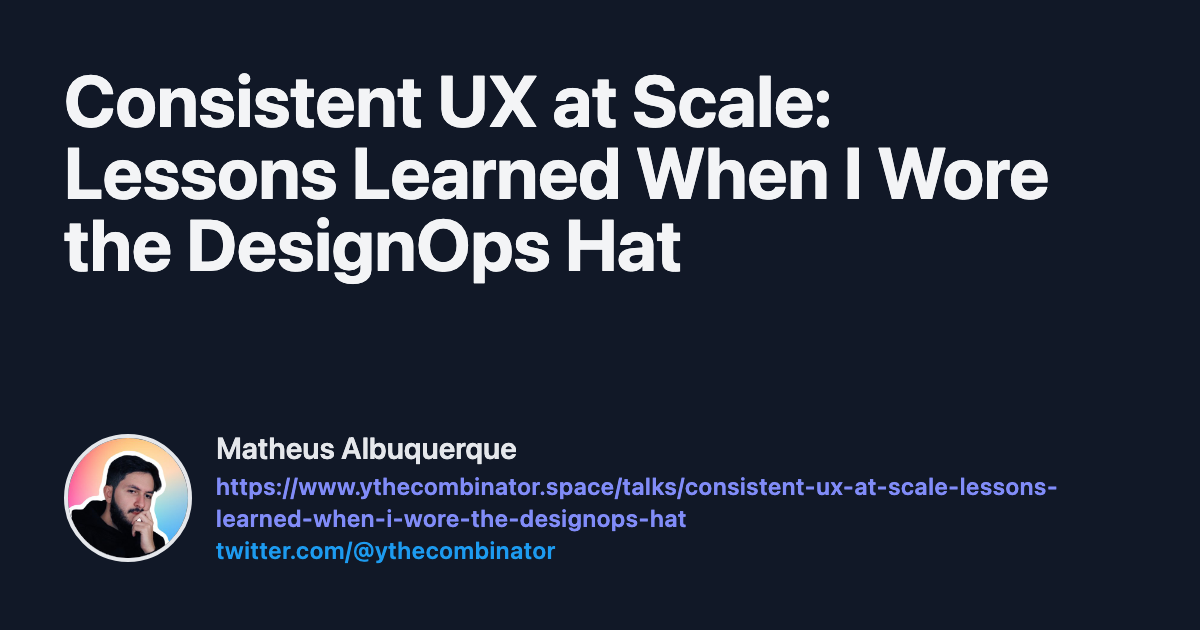 Consistent UX at Scale:
Lessons Learned When I Wore
the DesignOps Hat
Matheus Albuquerque
https://www.ythecombinator.space/talks/consistent-ux-at-scale-lessons-
learned-when-i-wore-the-designops-hat
twitter.com/@ythecombinator